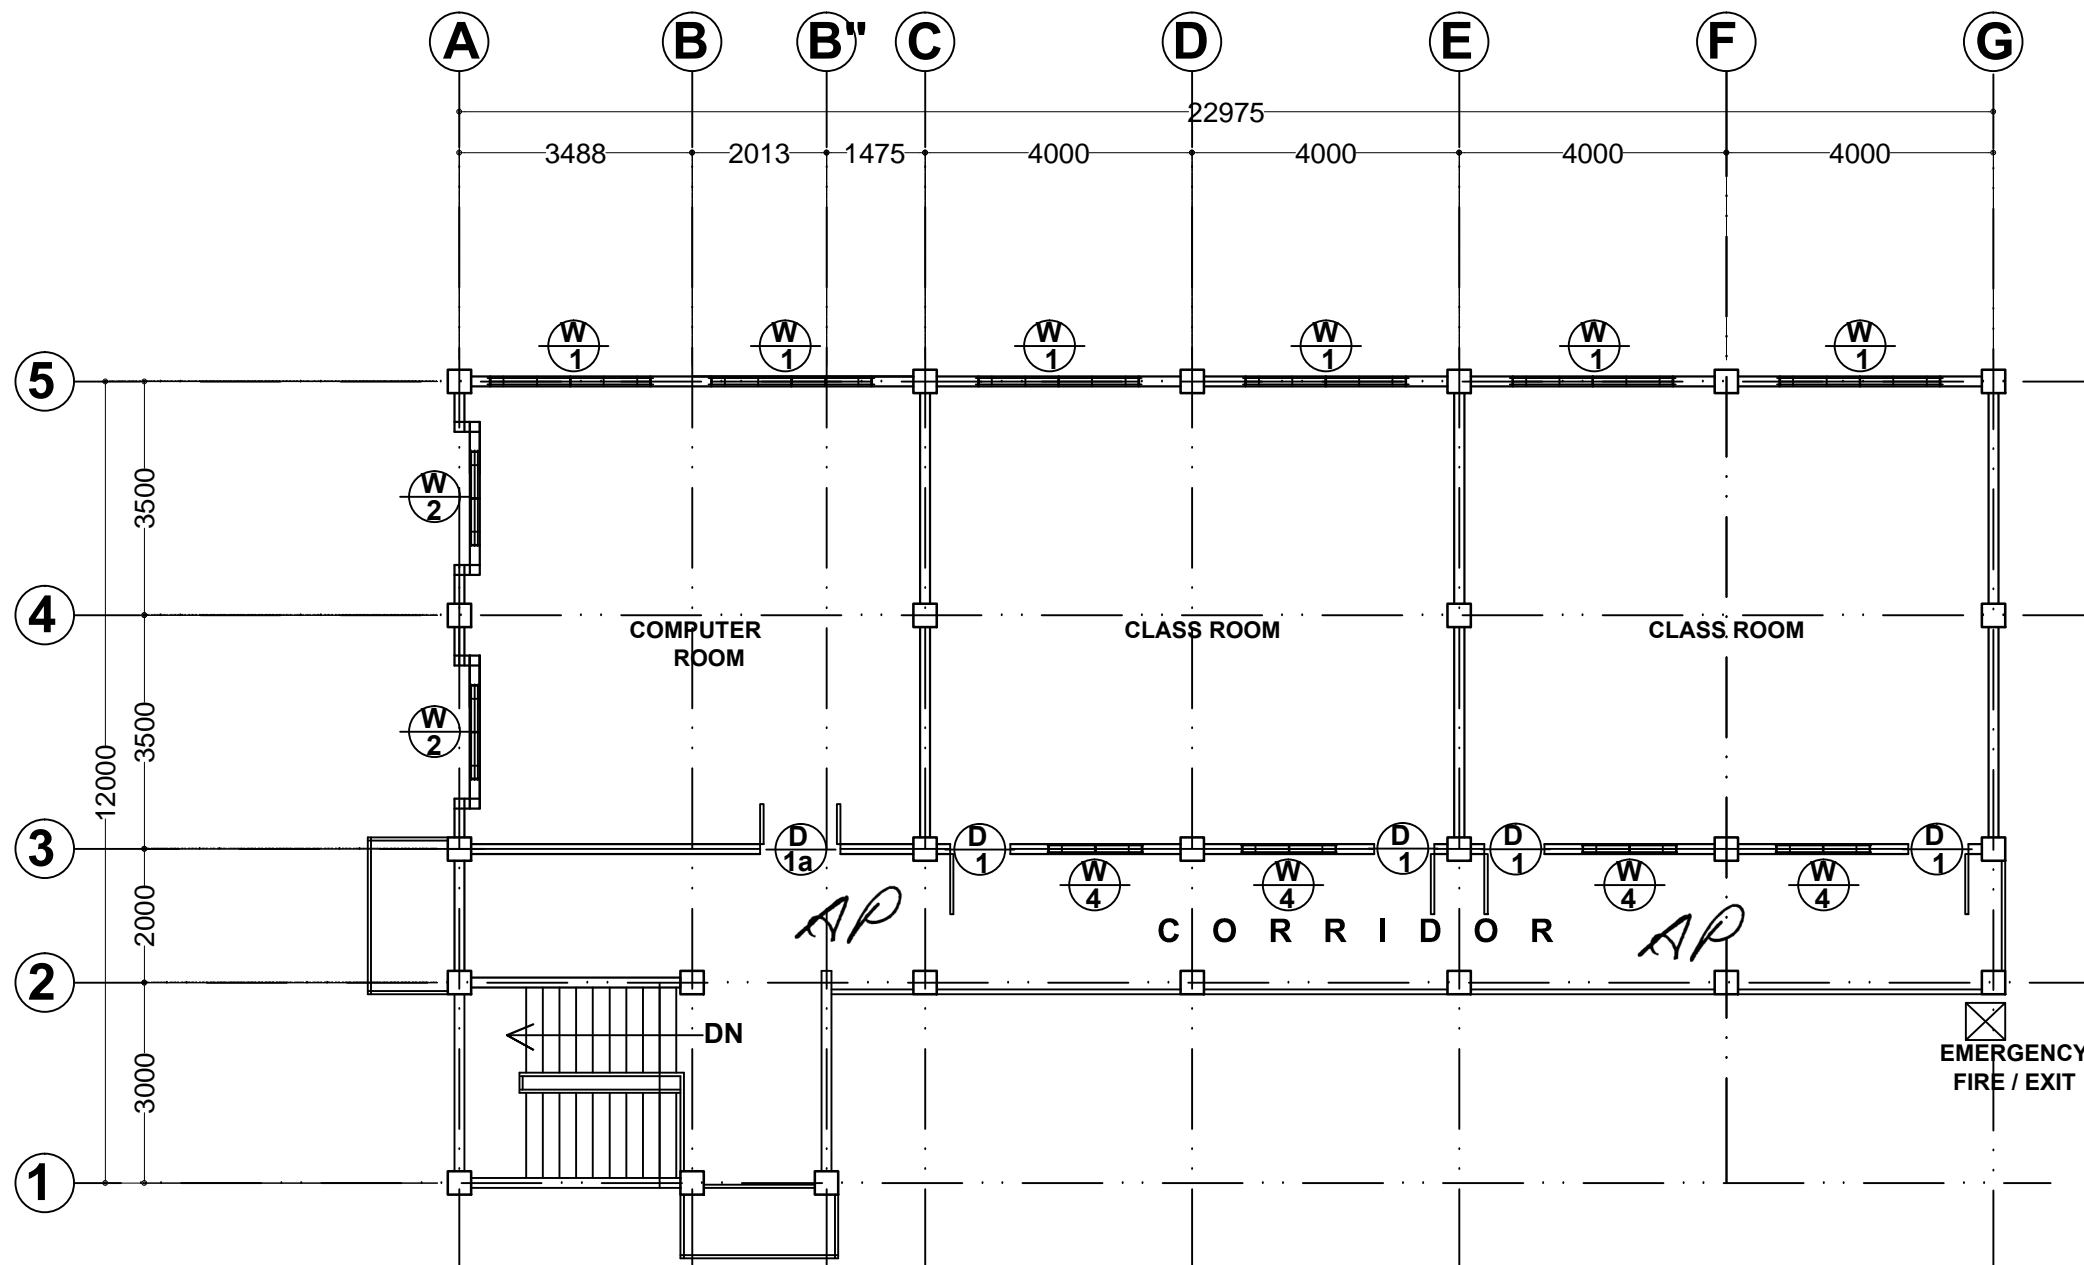 A B B" C D E F G
22975
3488 2013 1475 4000 4000 4000 4000
W W W W W W
1 1 1 1 1 1
5
3500
W
2
4
COMPUTER CLASS ROOM CLASS ROOM
ROOM
3500
W
2
12000
3
D D D D D
1a 1 1 1 1
W W W W
4 4 4 4
2000
AP AP
C O R R I D O R
2
DN
EMERGENCY
FIRE / EXIT
3000
1